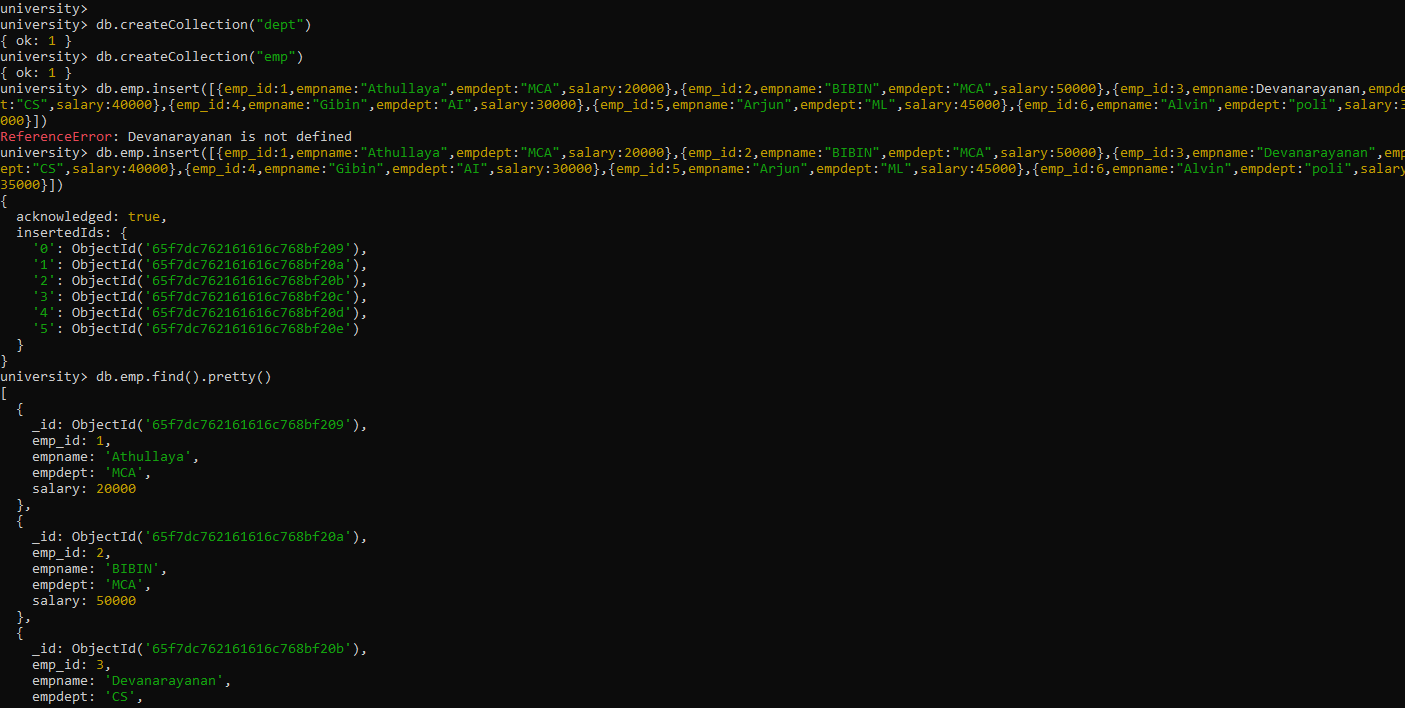 university>
university> db.createCollection("dept")
{ ok: 1 }
university> db.createCollection("emp")
{ ok: 1 }
university> db.emp.insert([{emp_id:1,empname:"Athullaya",empdept:"MCA",salary:20000},{emp_id:2,empname:"BIBIN",empdept:"MCA",salary:50000},{emp_id:3,empname:Devanarayanan,empde
t:"CS",salary:40000},{emp_id:4,empname:"Gibin",empdept:"AI",salary:30000},{emp_id:5,empname:"Arjun",empdept:"ML",salary:45000},{emp_id:6,empname:"Alvin",empdept:"poli",salary:3
000}])
ReferenceError: Devanarayanan is not defined
university> db.emp.insert([{emp_id:1,empname:"Athullaya",empdept:"MCA",salary:20000},{emp_id:2,empname:"BIBIN",empdept:"MCA",salary:50000},{emp_id:3,empname:"Devanarayanan",emp
ept:"CS",salary:40000},{emp_id:4,empname:"Gibin",empdept:"AI",salary:30000},{emp_id:5,empname:"Arjun",empdept:"ML",salary:45000},{emp_id:6,empname:"Alvin",empdept:"poli",salary
35000}])
{
  acknowledged: true,
  insertedIds: {
    '0': ObjectId('65f7dc762161616c768bf209'),
    '1': ObjectId('65f7dc762161616c768bf20a'),
    '2': ObjectId('65f7dc762161616c768bf20b'),
    '3': ObjectId('65f7dc762161616c768bf20c'),
    '4': ObjectId('65f7dc762161616c768bf20d'),
    '5': ObjectId('65f7dc762161616c768bf20e')
  }
}
university> db.emp.find().pretty()
[
  {
    _id: ObjectId('65f7dc762161616c768bf209'),
    emp_id: 1,
    empname: 'Athullaya',
    empdept: 'MCA',
    salary: 20000
  },
  {
    _id: ObjectId('65f7dc762161616c768bf20a'),
    emp_id: 2,
    empname: 'BIBIN',
    empdept: 'MCA',
    salary: 50000
  },
  {
    _id: ObjectId('65f7dc762161616c768bf20b'),
    emp_id: 3,
    empname: 'Devanarayanan',
    empdept: 'CS',